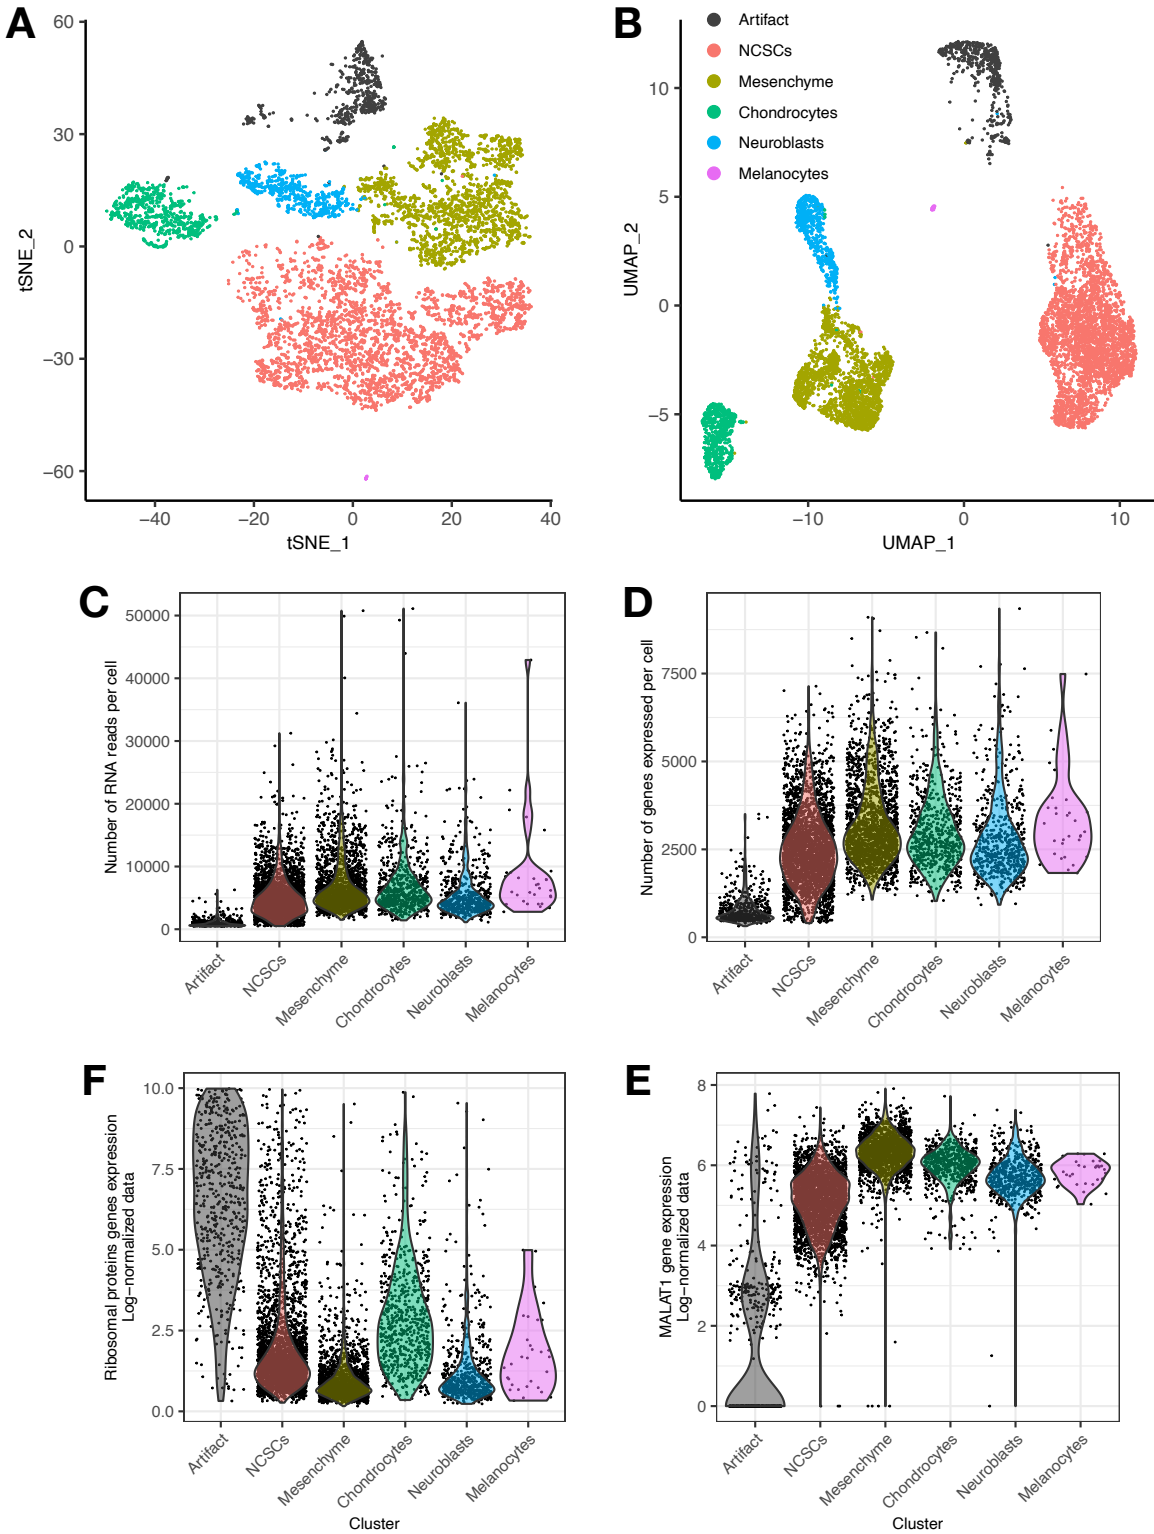 A
60
30
0
−30
−60
−40
−20
0
20
40
tSNE_2
tSNE_1
B
Artifact
NCSCs
Mesenchyme
Chondrocytes
Neuroblasts
Melanocytes
10
5
0
−5
−10
0
10
UMAP_2
UMAP_1
C
50000
40000
30000
20000
10000
0
Number of RNA reads per cell
Artifact
NCSCs
Mesenchyme
Chondrocytes
Neuroblasts
Melanocytes
D
7500
5000
2500
0
Number of genes expressed per cell
Artifact
NCSCs
Mesenchyme
Chondrocytes
Neuroblasts
Melanocytes
F
10.0
7.5
5.0
2.5
0.0
Ribosomal proteins genes expression
Log−normalized data
Artifact
NCSCs
Mesenchyme
Chondrocytes
Neuroblasts
Melanocytes
Cluster
E
8
6
4
2
0
MALAT1 gene expression
Log−normalized data
Artifact
NCSCs
Mesenchyme
Chondrocytes
Neuroblasts
Melanocytes
Cluster